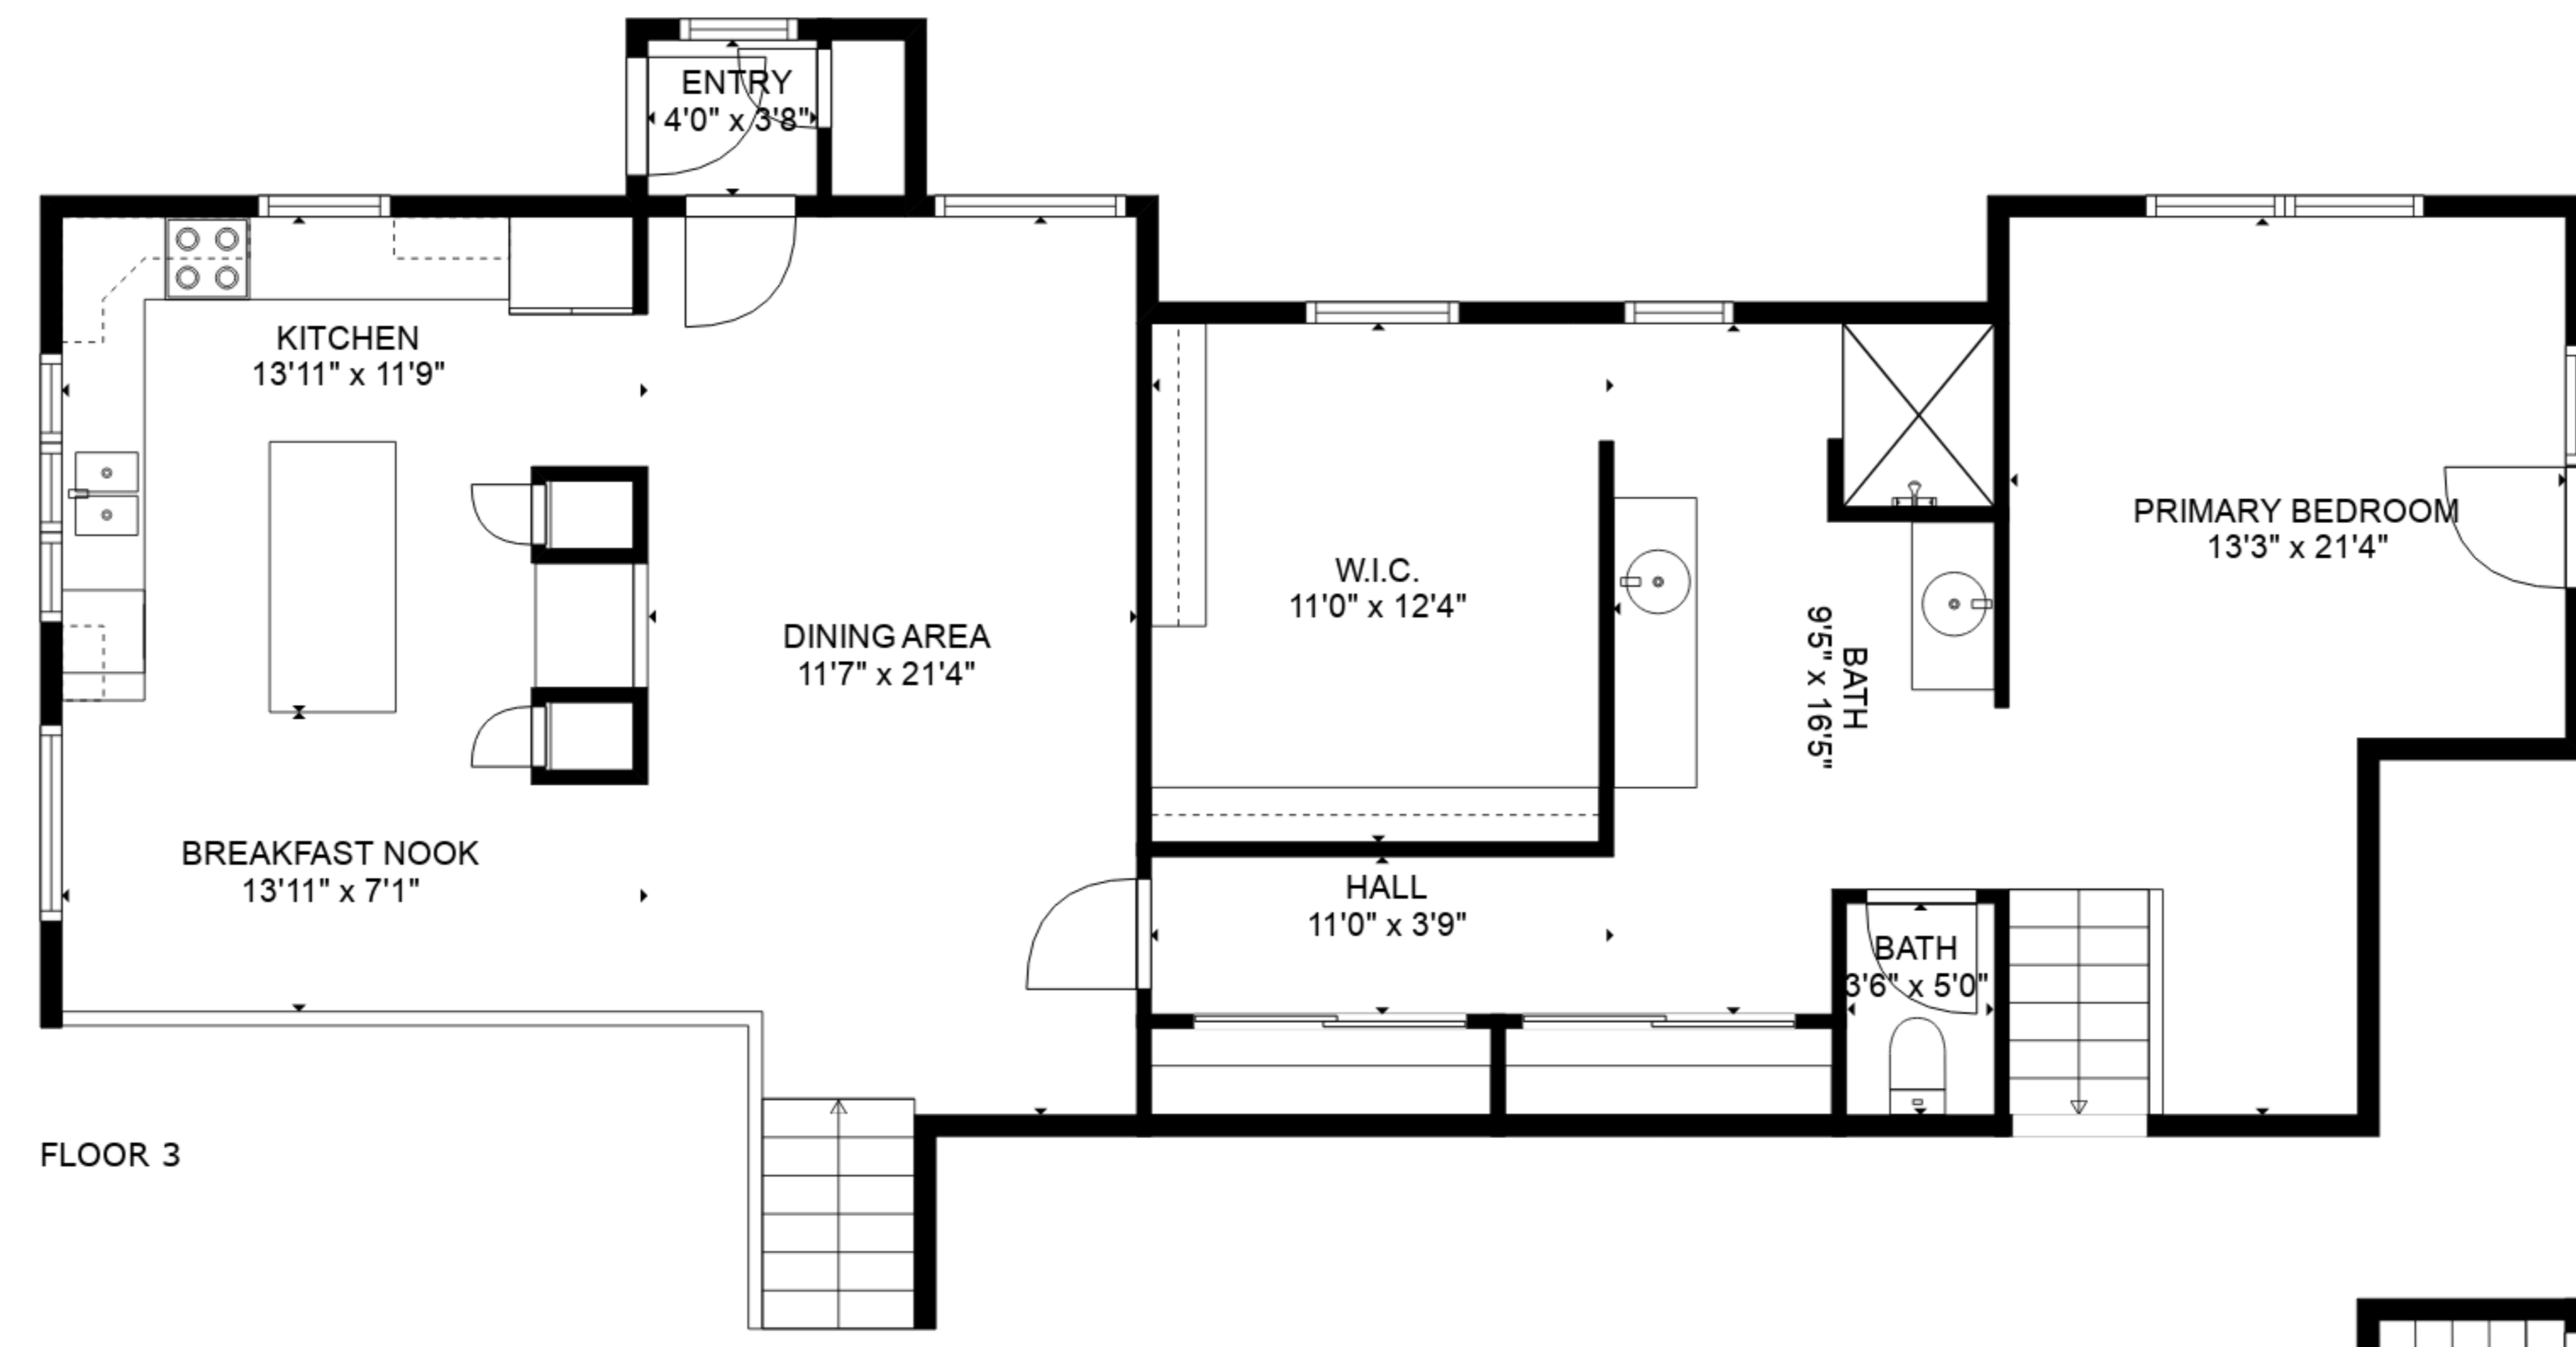 ENTRY
4'0" x 3'8"
KITCHEN
13'11" x 11'9"
PRIMARY BEDROOM
13'3" x 21'4"
W.I.C.
11'0" x 12'4"
DINING AREA
11'7" x 21'4"
BATH
9'5" x 16'5"
BREAKFAST NOOK
13'11" x 7'1"
HALL
11'0" x 3'9"
BATH
3'6" x 5'0"
FLOOR 3